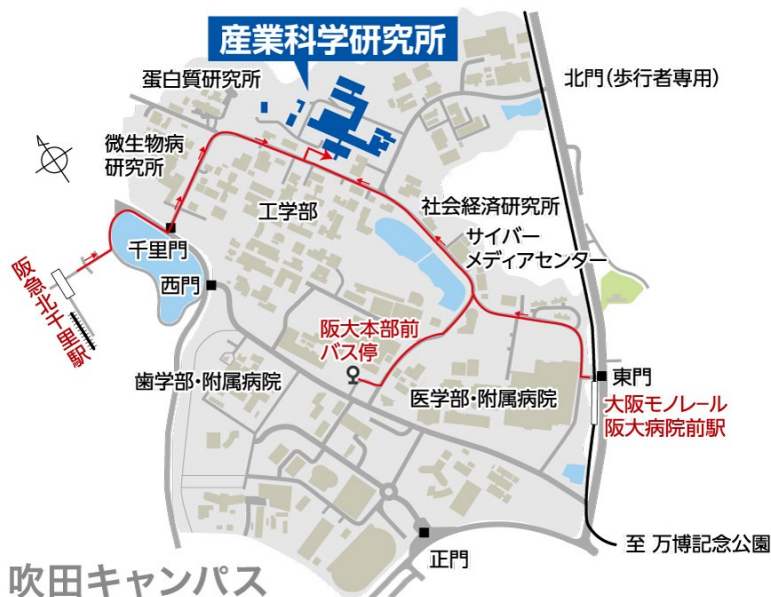 産業科学研究所
蛋白質研究所
北門(歩行者専用)
微生物病
研究所
社会経済研究所
工学部
サイバー
メディアセンター
千里門
西門
阪急北千里駅
阪大本部前
バス停
歯学部・附属病院
医学部・附属病院
東門
大阪モノレール
阪大病院前駅
至 万博記念公園
正門
吹田キャンパス